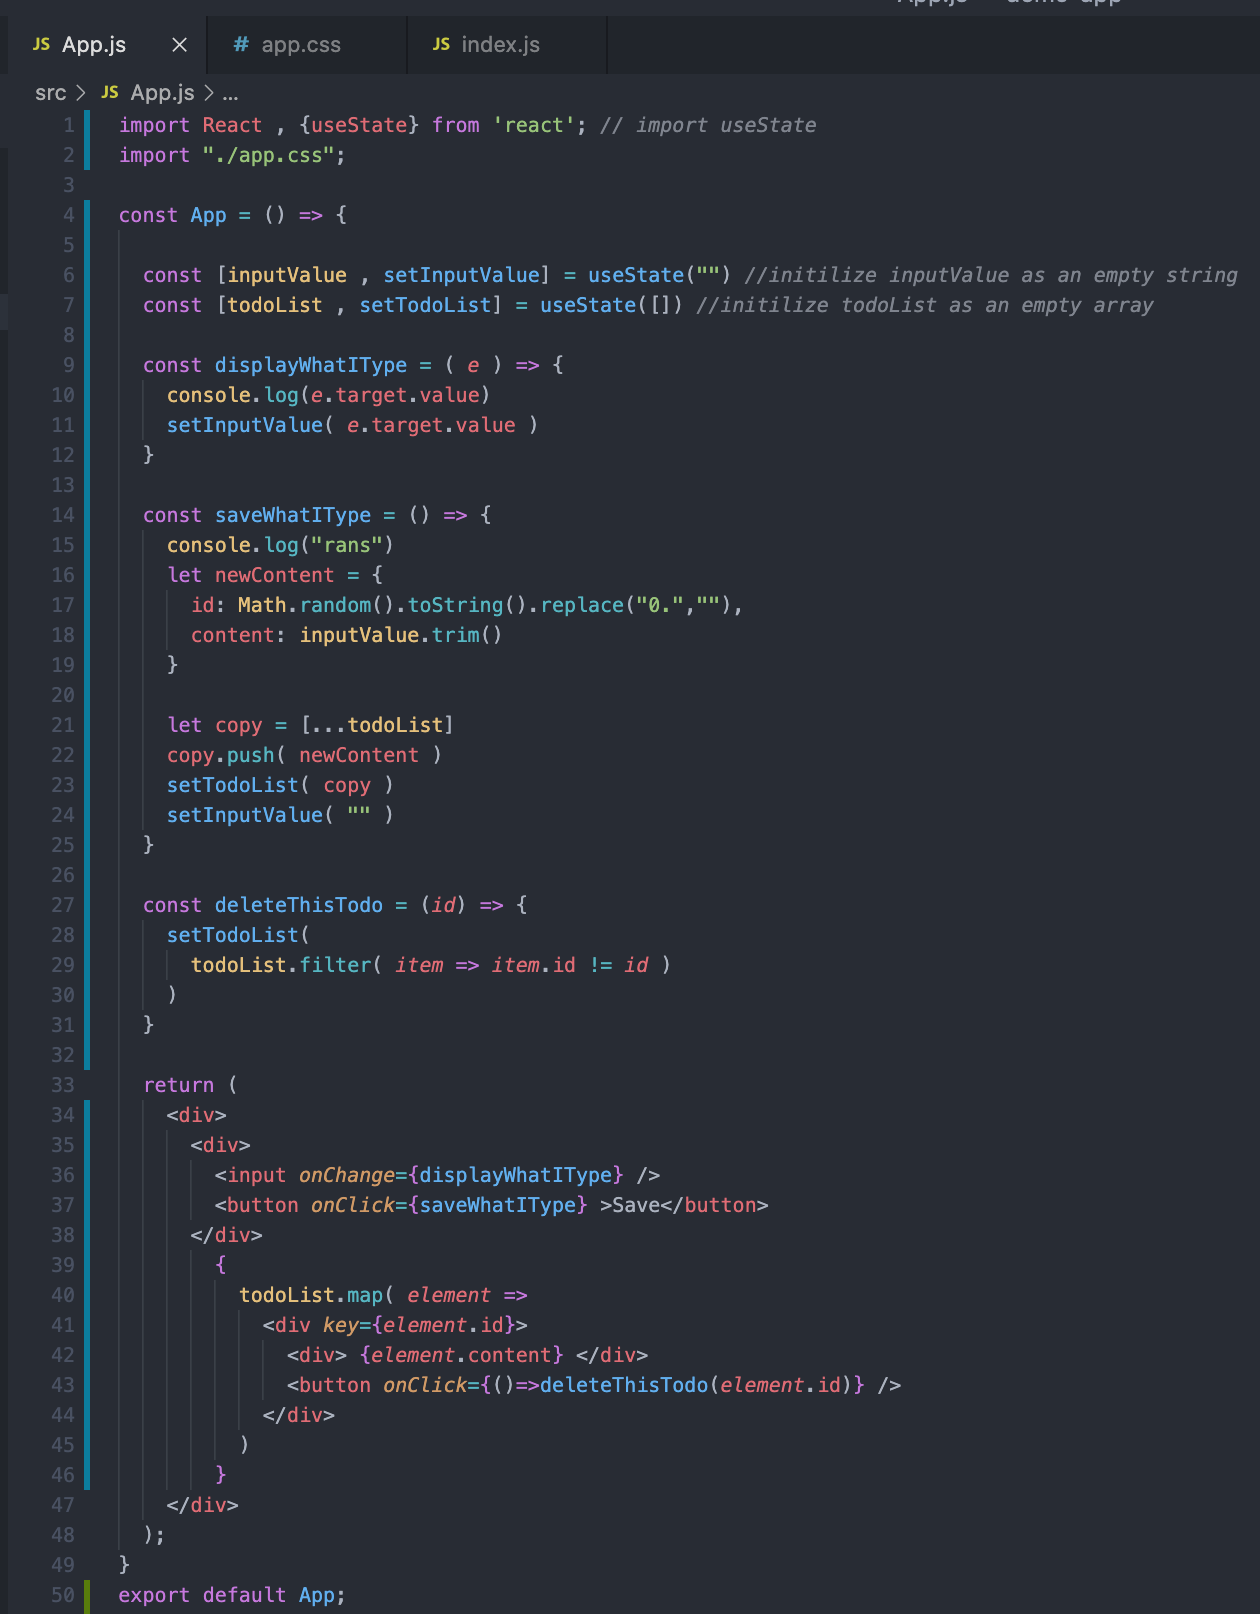 App.js — demo-app
JS App.js × # app.css JS index.js
src > JS App.js > ...
1 import React , {useState} from 'react'; // import useState
2 import "./app.css";
3
4 const App = () => {
5
6 const [inputValue , setInputValue] = useState("") //initilize inputValue as an empty string
7 const [todoList , setTodoList] = useState([]) //initilize todoList as an empty array
8
9 const displayWhatIType = ( e ) => {
10 console.log(e.target.value)
11 setInputValue( e.target.value )
12 }
13
14 const saveWhatIType = () => {
15 console.log("rans")
16 let newContent = {
17 id: Math.random().toString().replace("0.",""),
18 content: inputValue.trim()
19 }
20
21 let copy = [...todoList]
22 copy.push( newContent )
23 setTodoList( copy )
24 setInputValue( "" )
25 }
26
27 const deleteThisTodo = (id) => {
28 setTodoList(
29 todoList.filter( item => item.id != id )
30 )
31 }
32
33 return (
34 <div>
35 <div>
36 <input onChange={displayWhatIType} />
37 <button onClick={saveWhatIType} >Save</button>
38 </div>
39 {
40 todoList.map( element =>
41 <div key={element.id}>
42 <div> {element.content} </div>
43 <button onClick={()=>deleteThisTodo(element.id)} />
44 </div>
45 )
46 }
47 </div>
48 );
49 }
50 export default App;